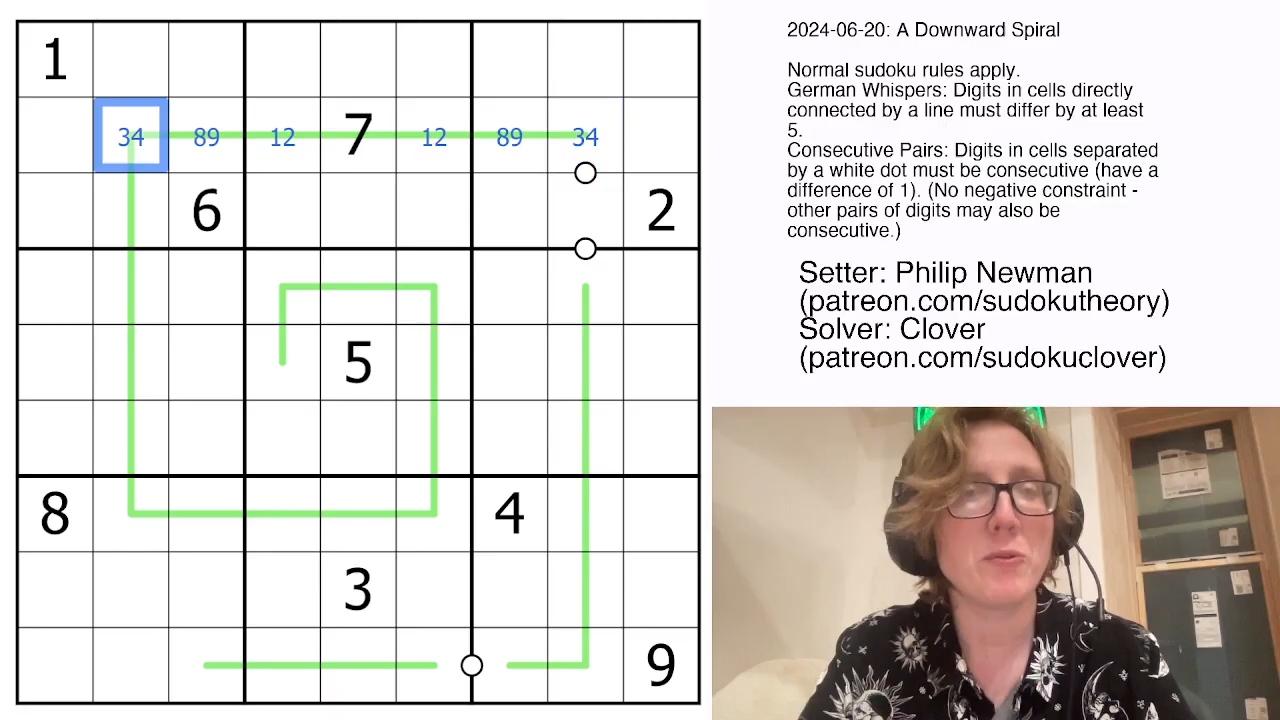 2024-06-20: A Downward Spiral
Normal sudoku rules apply.
German Whispers: Digits in cells directly
connected by a line must differ by at least
5.
Consecutive Pairs: Digits in cells separated
by a white dot must be consecutive (have a
difference of 1). (No negative constraint -
other pairs of digits may also be
consecutive.)
Setter: Philip Newman
(patreon.com/sudokutheory)
Solver: Clover
(patreon.com/sudokuclover)
1
34 89 12 7 12 89 34
6 2
5
8 4
3
9